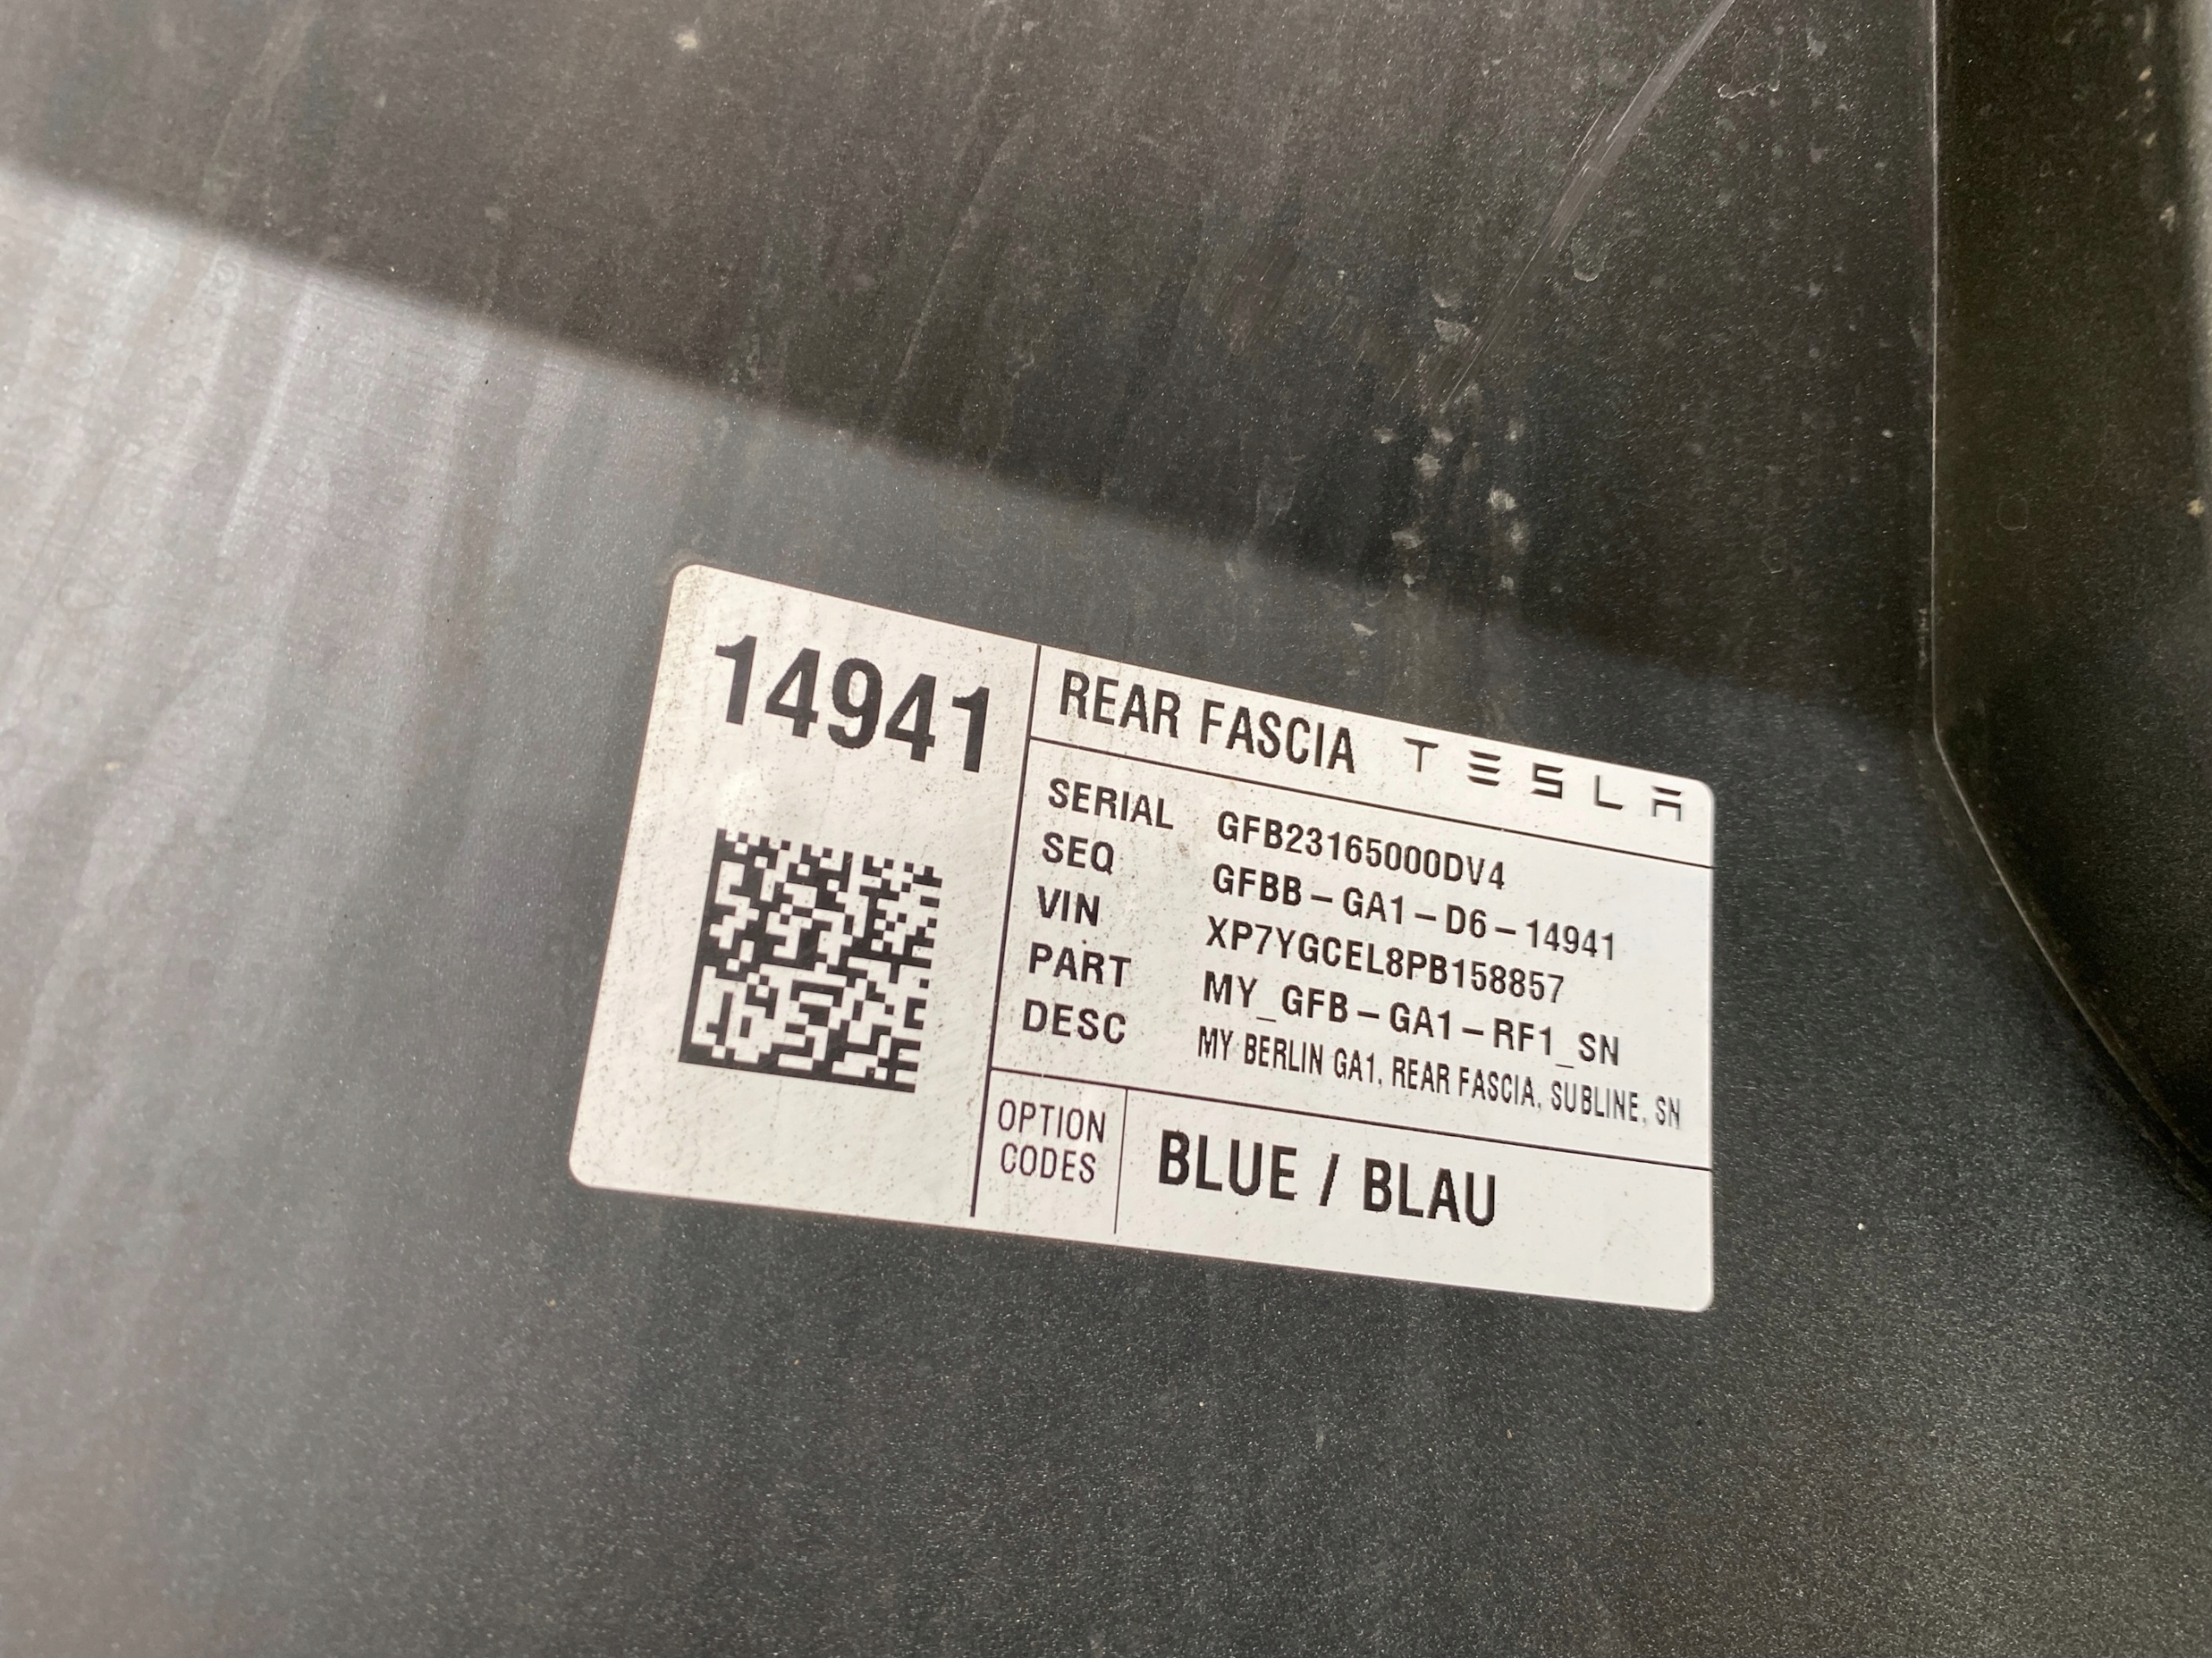 14941
REAR FASCIA TESLA
SERIAL GFB23165000DV4
SEQ GFBB-GA1-D6-14941
VIN XP7YGCEL8PB158857
PART MY_GFB-GA1-RF1_SN
DESC MY BERLIN GA1, REAR FASCIA, SUBLINE, SN
OPTION CODES
BLUE / BLAU